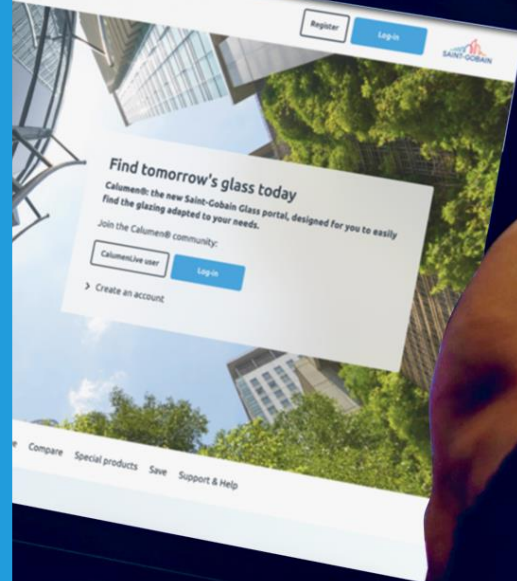 Register
Log-in
SAINT-GOBAIN
Find tomorrow's glass today
Calumen®: the new Saint-Gobain Glass portal, designed for you to easily
find the glazing adapted to your needs.
Join the Calumen® community:
CalumenLive user
Log-in
> Create an account
Compare Special products Save Support & Help